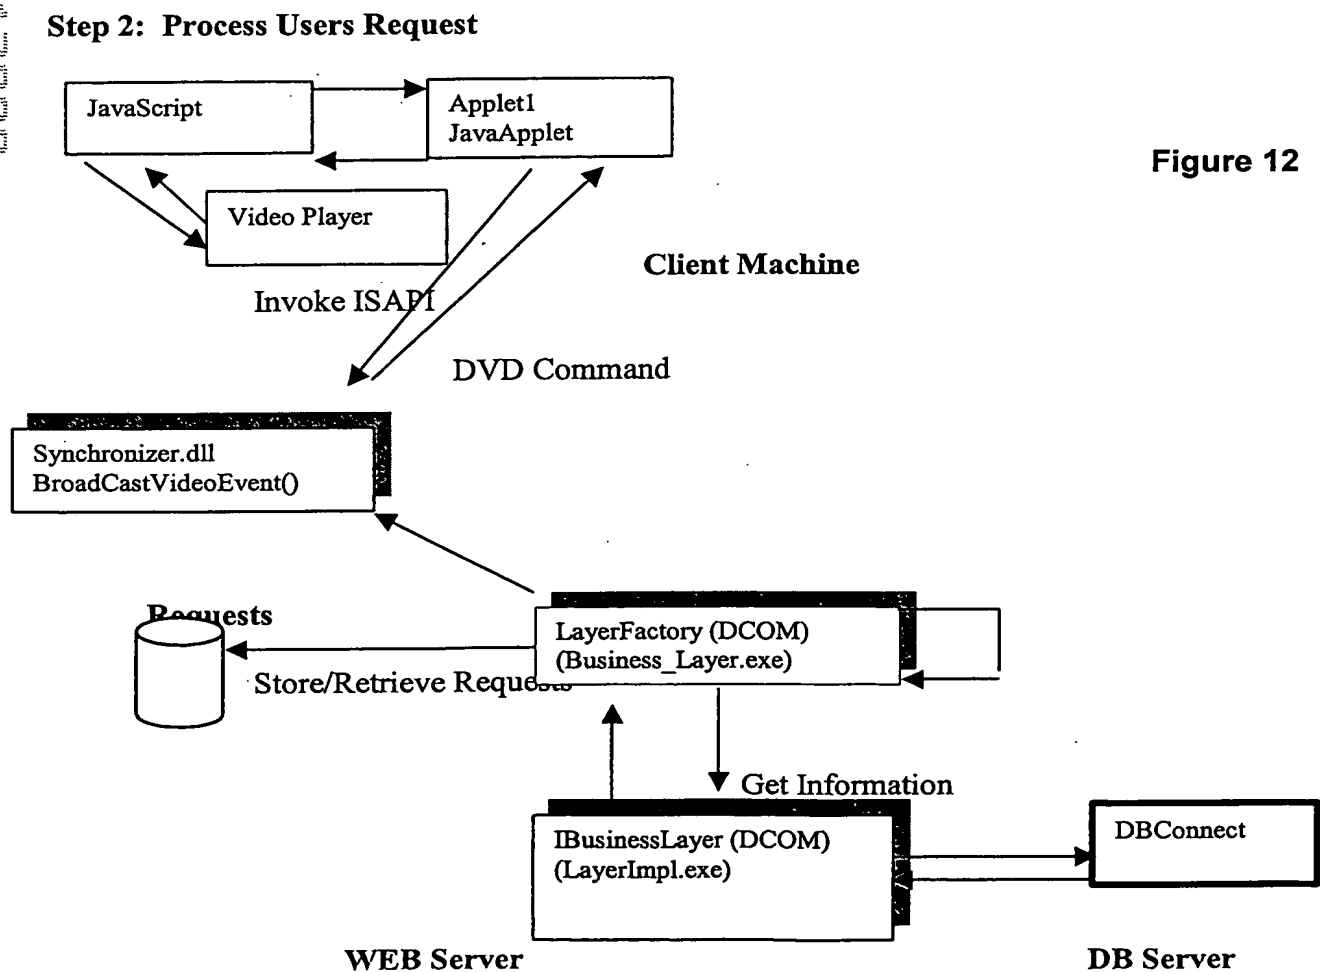 Step 2: Process Users Request
JavaScript
Applet1
JavaApplet
Figure 12
Video Player
Client Machine
Invoke ISAPI
DVD Command
Synchronizer.dll
BroadCastVideoEvent()
Requests
LayerFactory (DCOM)
(Business_Layer.exe)
Store/Retrieve Requests
Get Information
IBusinessLayer (DCOM)
(LayerImpl.exe)
DBConnect
WEB Server
DB Server